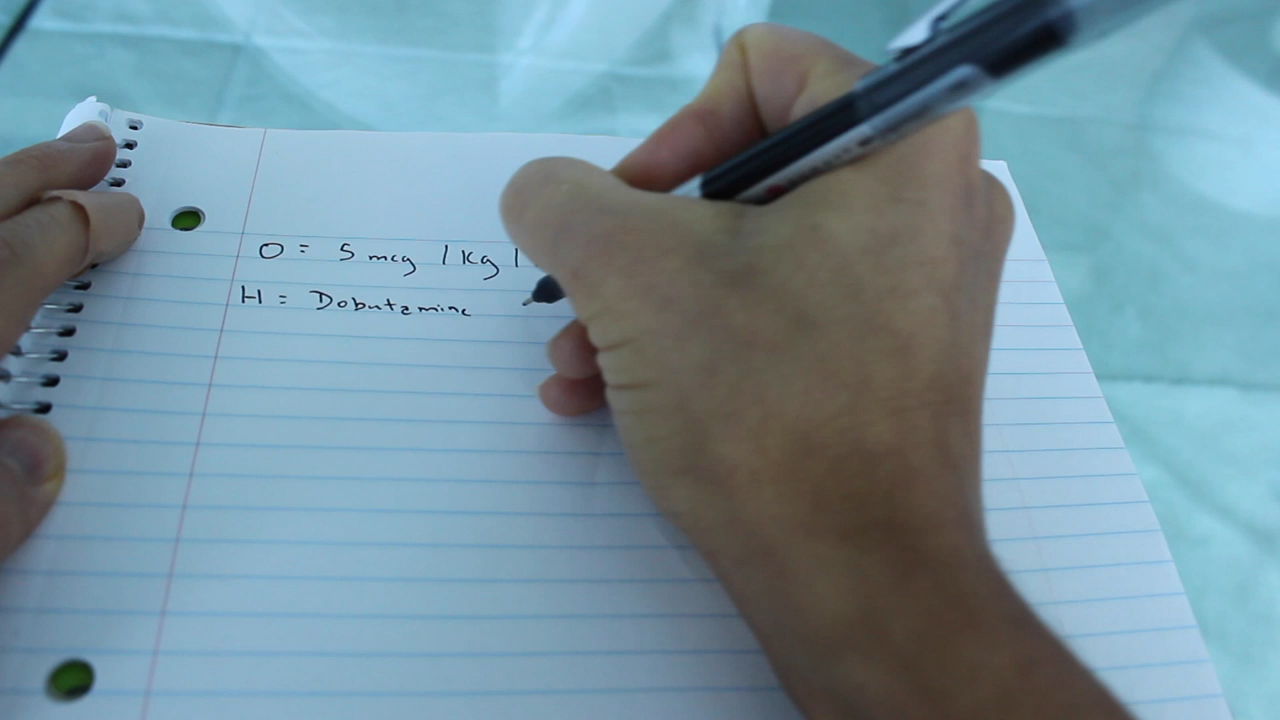 O = 5 mcg / kg /
H = Dobutamine